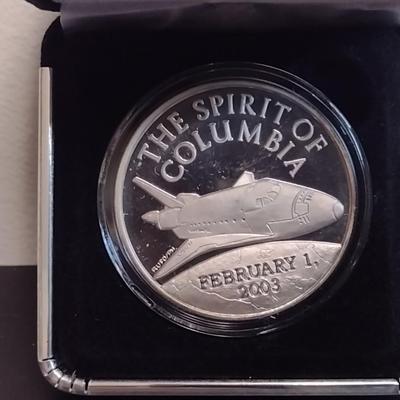 THE SPIRIT OF
COLUMBIA
FEBRUARY 1,
2003